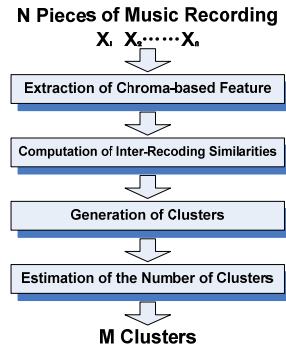 N Pieces of Music Recording
X₁ X₂……Xₙ
Extraction of Chroma-based Feature
Computation of Inter-Recoding Similarities
Generation of Clusters
Estimation of the Number of Clusters
M Clusters